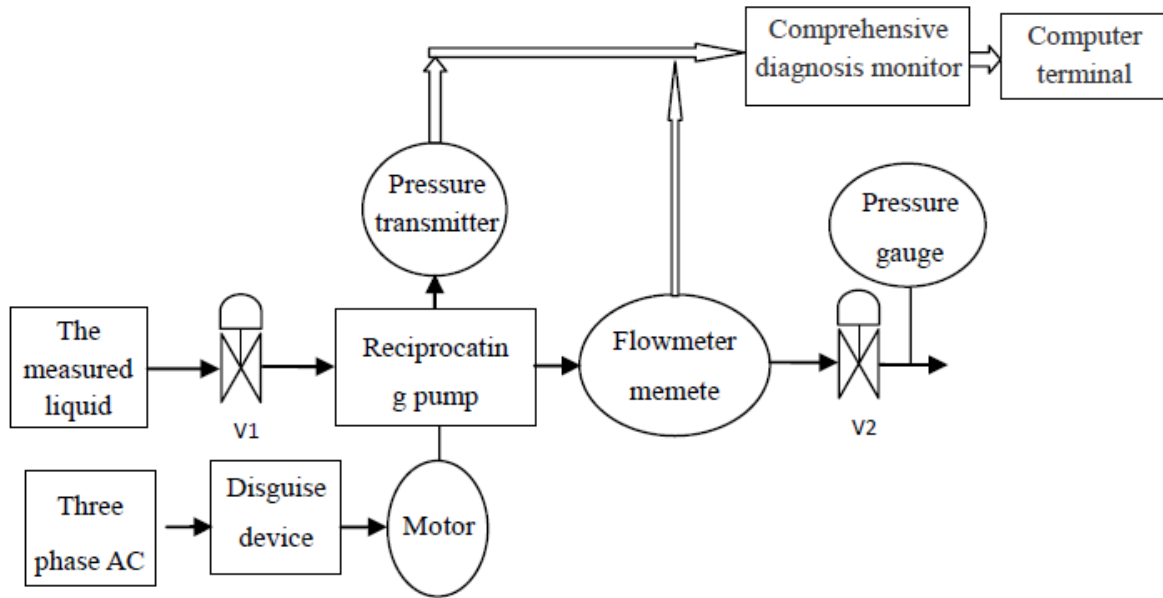 Comprehensive
diagnosis monitor
Computer
terminal
Pressure
transmitter
Pressure
gauge
The
measured
liquid
V1
Reciprocatin
g pump
Flowmeter
memete
V2
Three
phase AC
Disguise
device
Motor